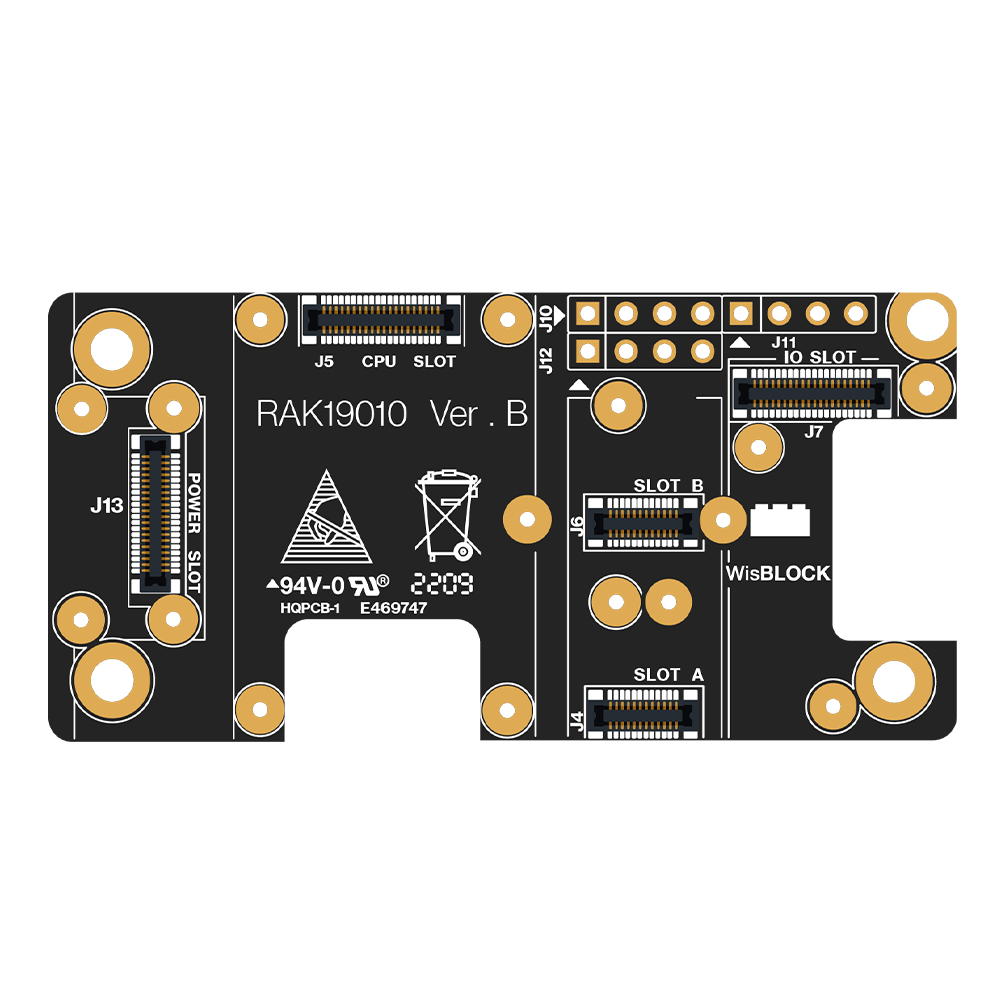 J10
J12
J11
J5 CPU SLOT
IO SLOT
RAK19010 Ver . B
J7
J13
POWER SLOT
SLOT B
J6
WisBLOCK
94V-0 RU®
2209
HQPCB-1 E469747
SLOT A
J4